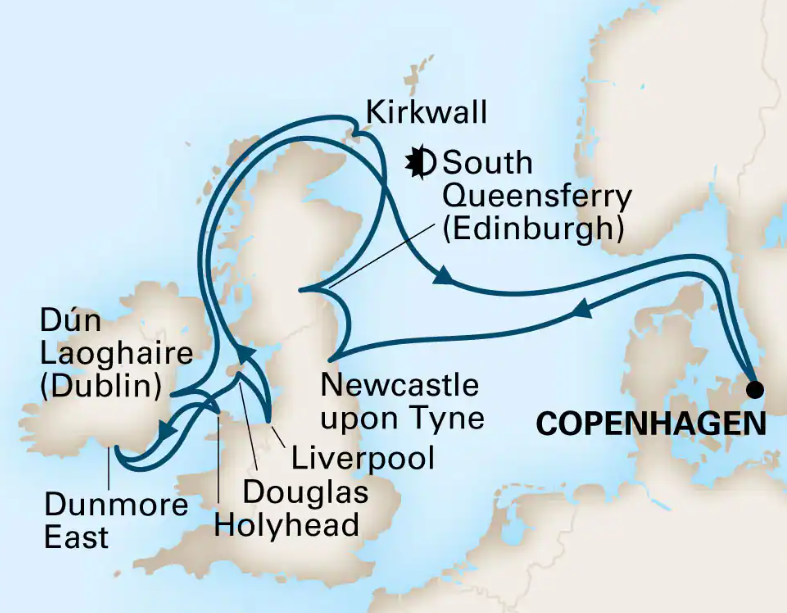 Kirkwall
South
Queensferry
(Edinburgh)
Dún
Laoghaire
(Dublin)
Newcastle
upon Tyne
COPENHAGEN
Liverpool
Douglas
Holyhead
Dunmore
East